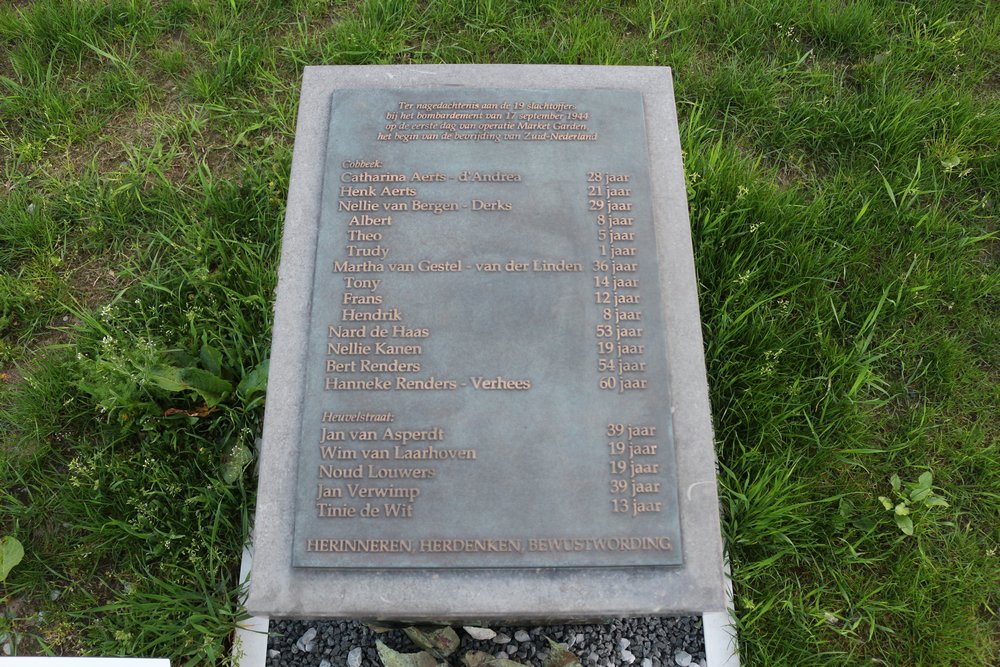 Ter nagedachtenis aan de 19 slachtoffers
bij het bombardement van 17 september 1944
op de eerste dag van operatie Market Garden
het begin van de bevrijding van Zuid-Nederland
Cobbeek:
Catharina Aerts - d'Andrea 28 jaar
Henk Aerts 21 jaar
Nellie van Bergen - Derks 29 jaar
Albert 8 jaar
Theo 5 jaar
Trudy 1 jaar
Martha van Gestel - van der Linden 36 jaar
Tony 14 jaar
Frans 12 jaar
Hendrik 8 jaar
Nard de Haas 53 jaar
Nellie Kanen 19 jaar
Bert Renders 54 jaar
Hanneke Renders - Verhees 60 jaar
Heuvelstraat:
Jan van Asperdt 39 jaar
Wim van Laarhoven 19 jaar
Noud Louwers 19 jaar
Jan Verwimp 39 jaar
Tinie de Wit 13 jaar
HERINNEREN, HERDENKEN, BEWUSTWORDING